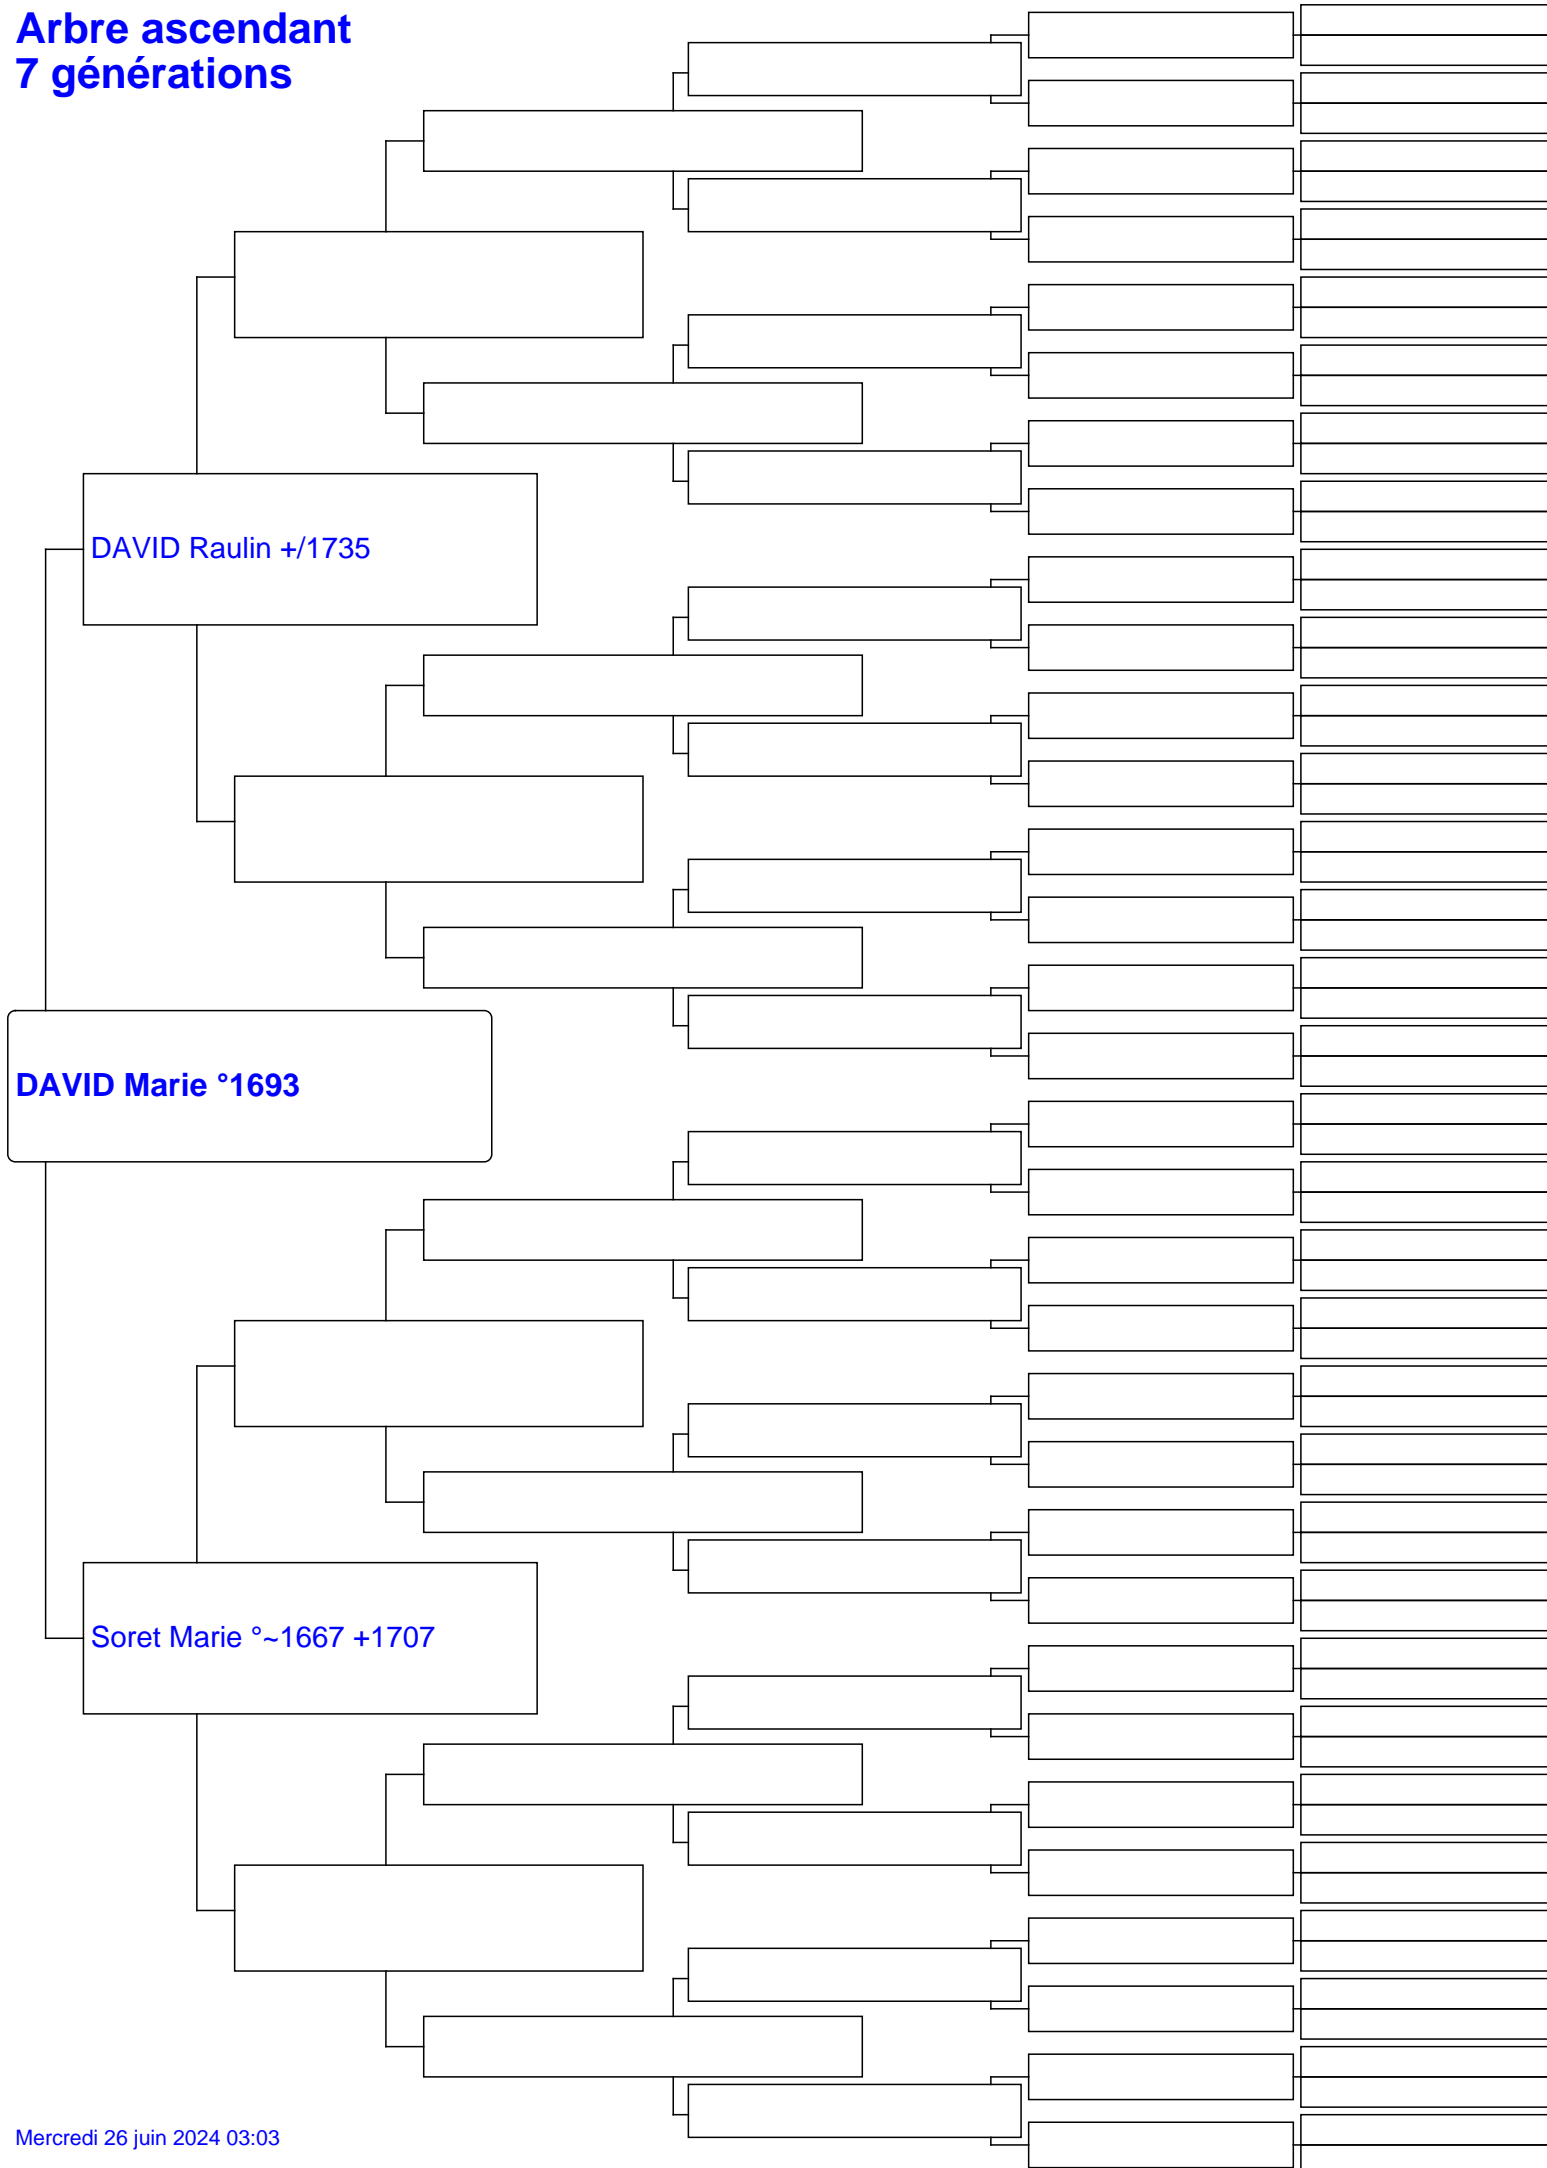 Arbre ascendant
7 générations
DAVID Raulin +/1735
DAVID Marie °1693
Soret Marie °~1667 +1707
Mercredi 26 juin 2024 03:03